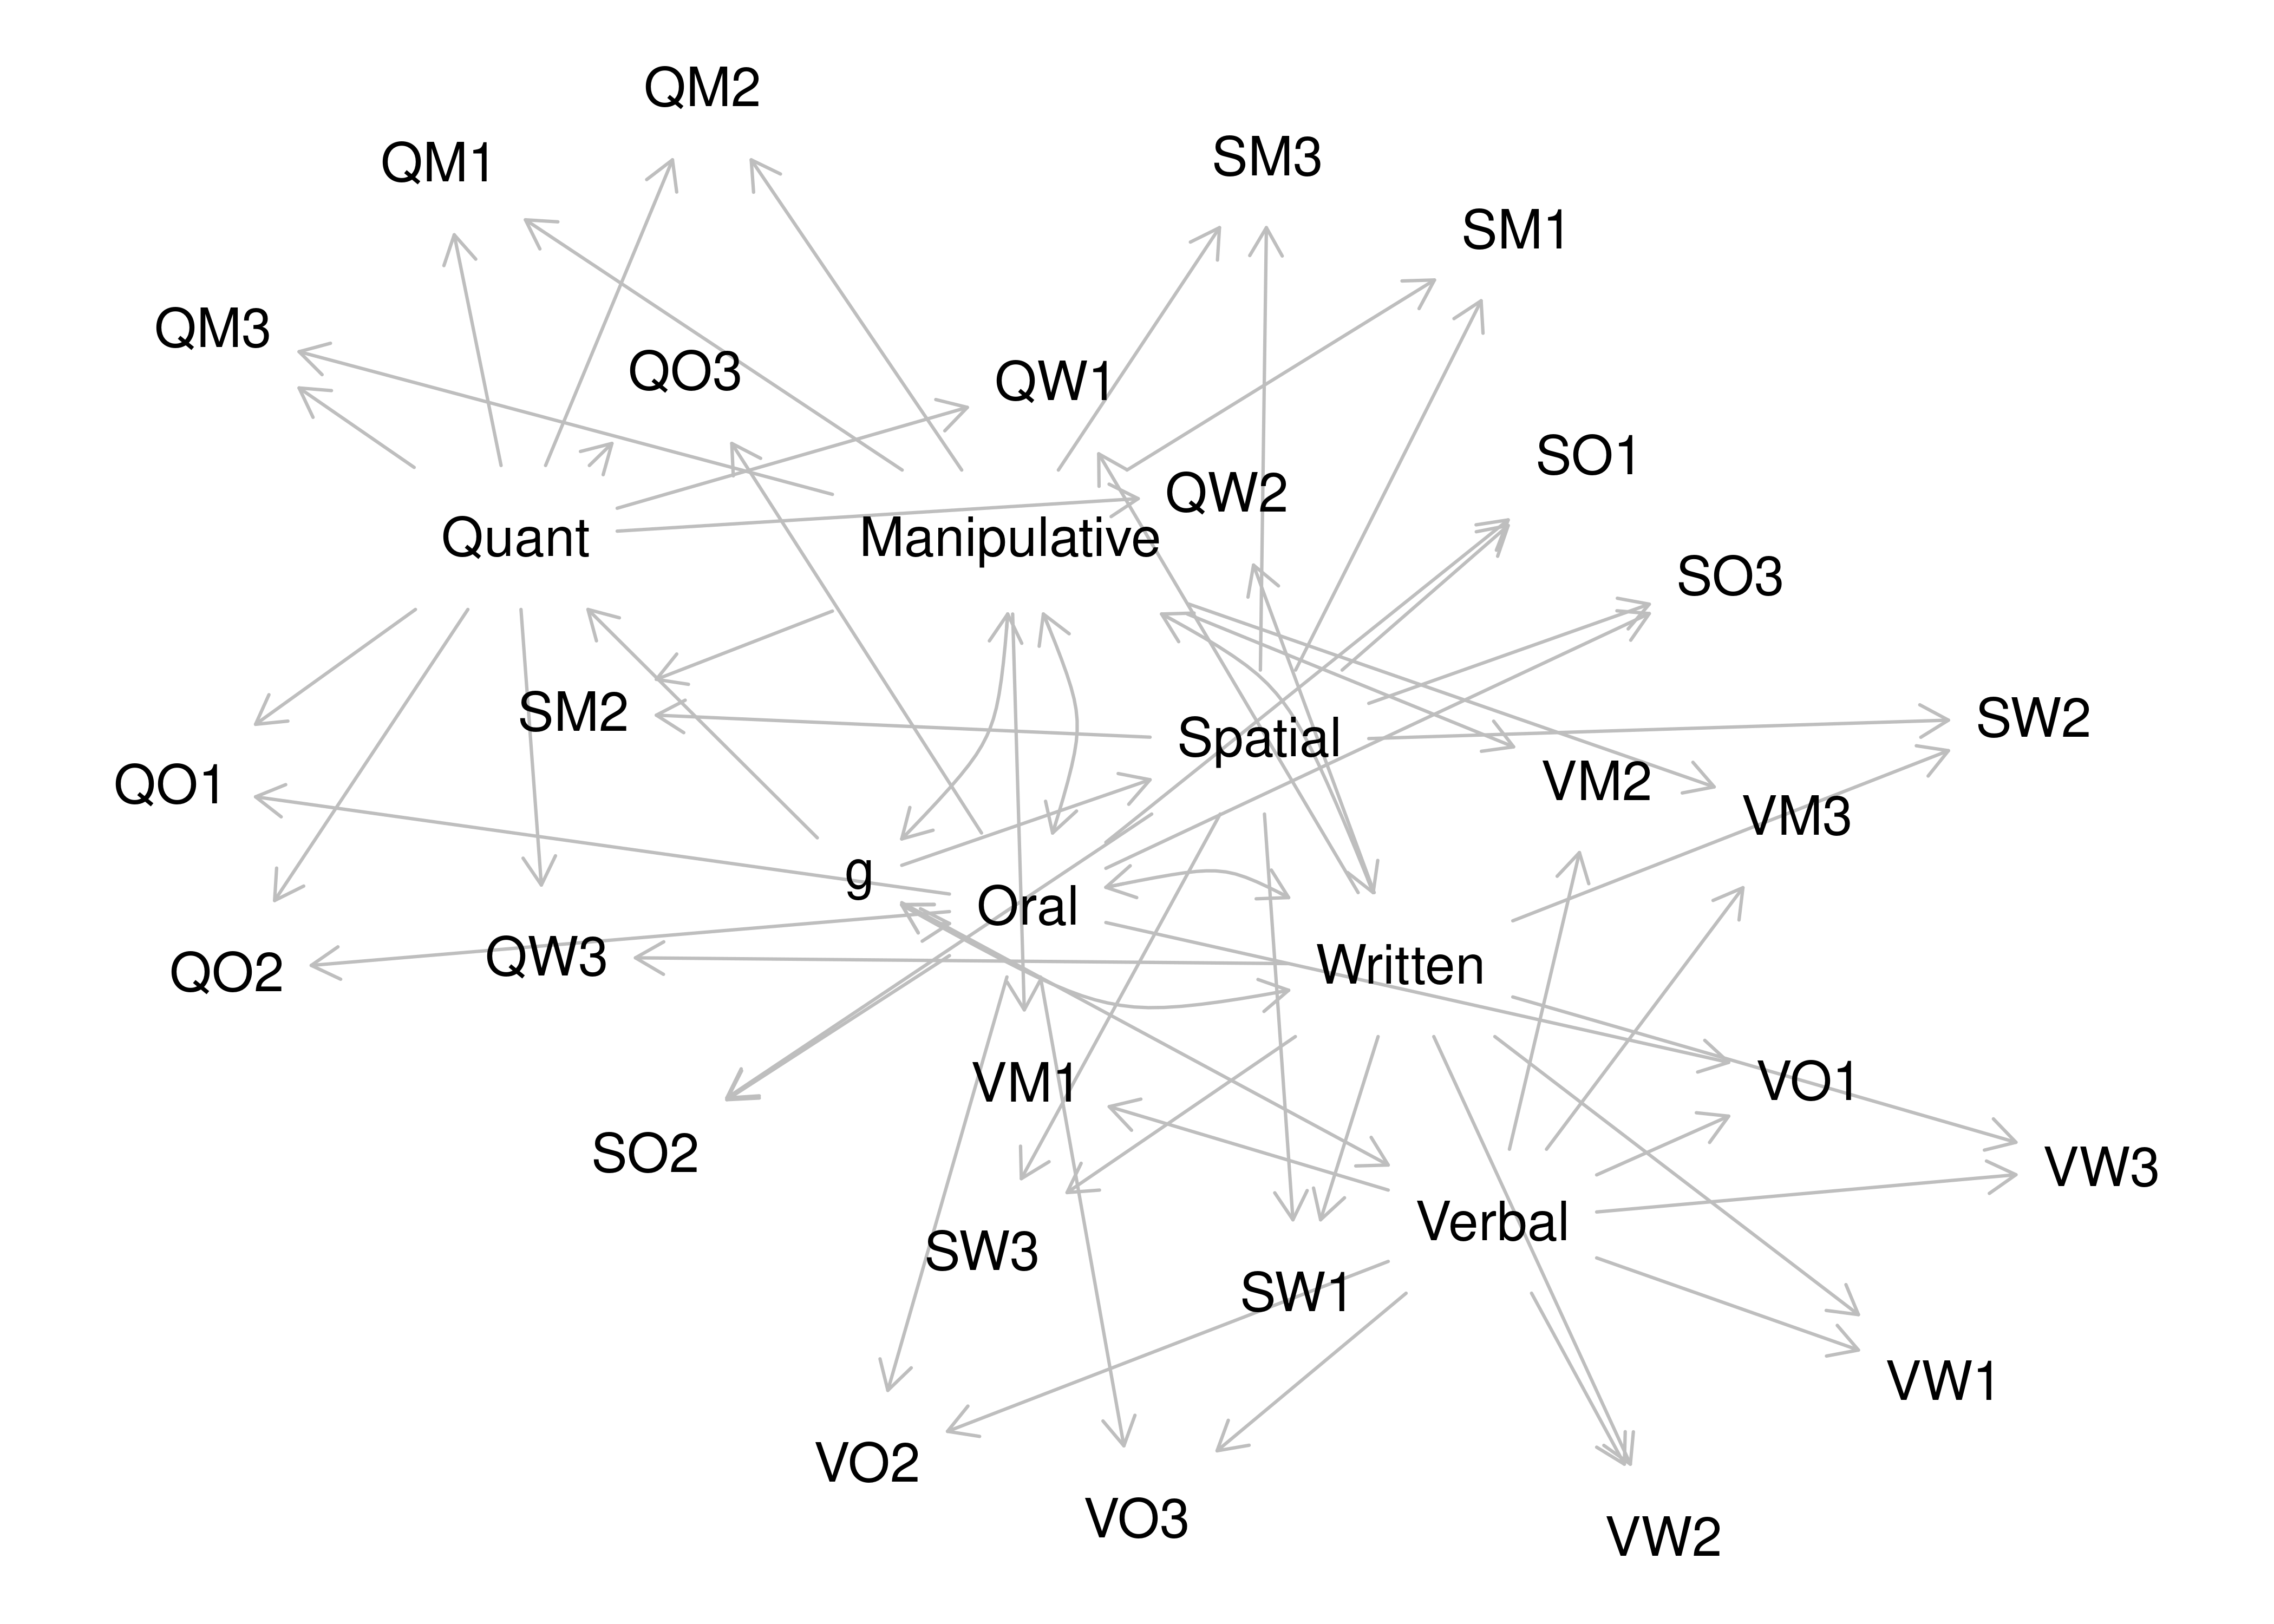 QM2
QM1
SM3
SM1
QM3
QO3
QW1
SO1
QW2
Quant
Manipulative
SO3
SM2
Spatial
SW2
QO1
VM2
VM3
g
Oral
QO2
QW3
Written
VM1
VO1
SO2
VW3
Verbal
SW3
SW1
VW1
VO2
VO3
VW2